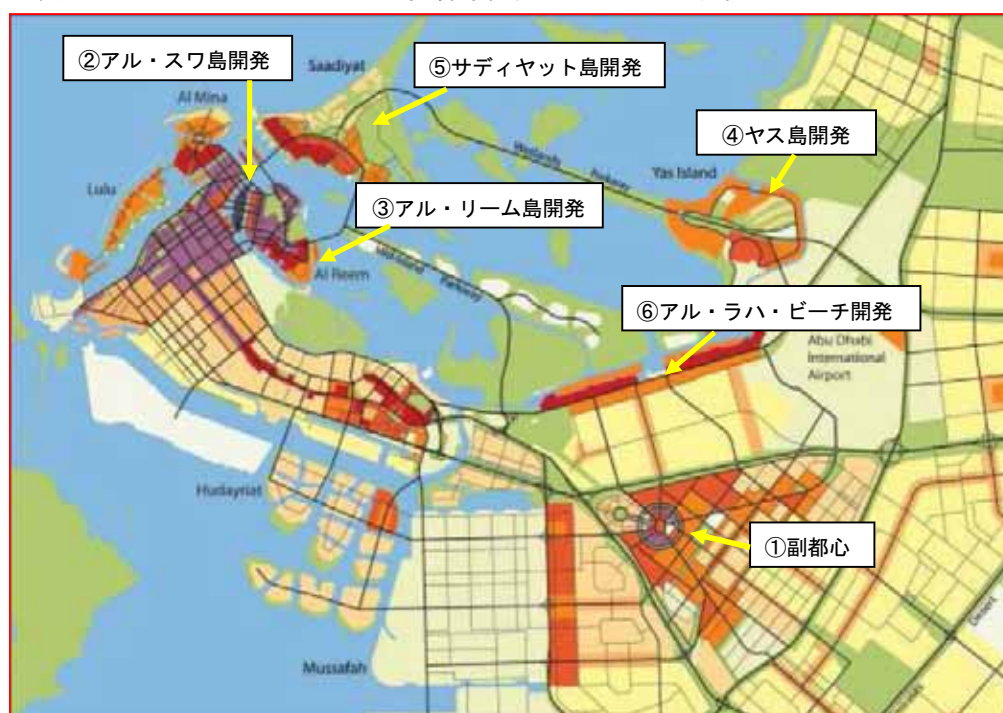 ②アル・スワ島開発
Saadiyat
⑤サディヤット島開発
Al Mina
④ヤス島開発
Yas Island
Lulu
③アル・リーム島開発
Al Reem
Parkway
⑥アル・ラハ・ビーチ開発
Abu Dhabi
International
Airport
Hudayriat
①副都心
Mussafah